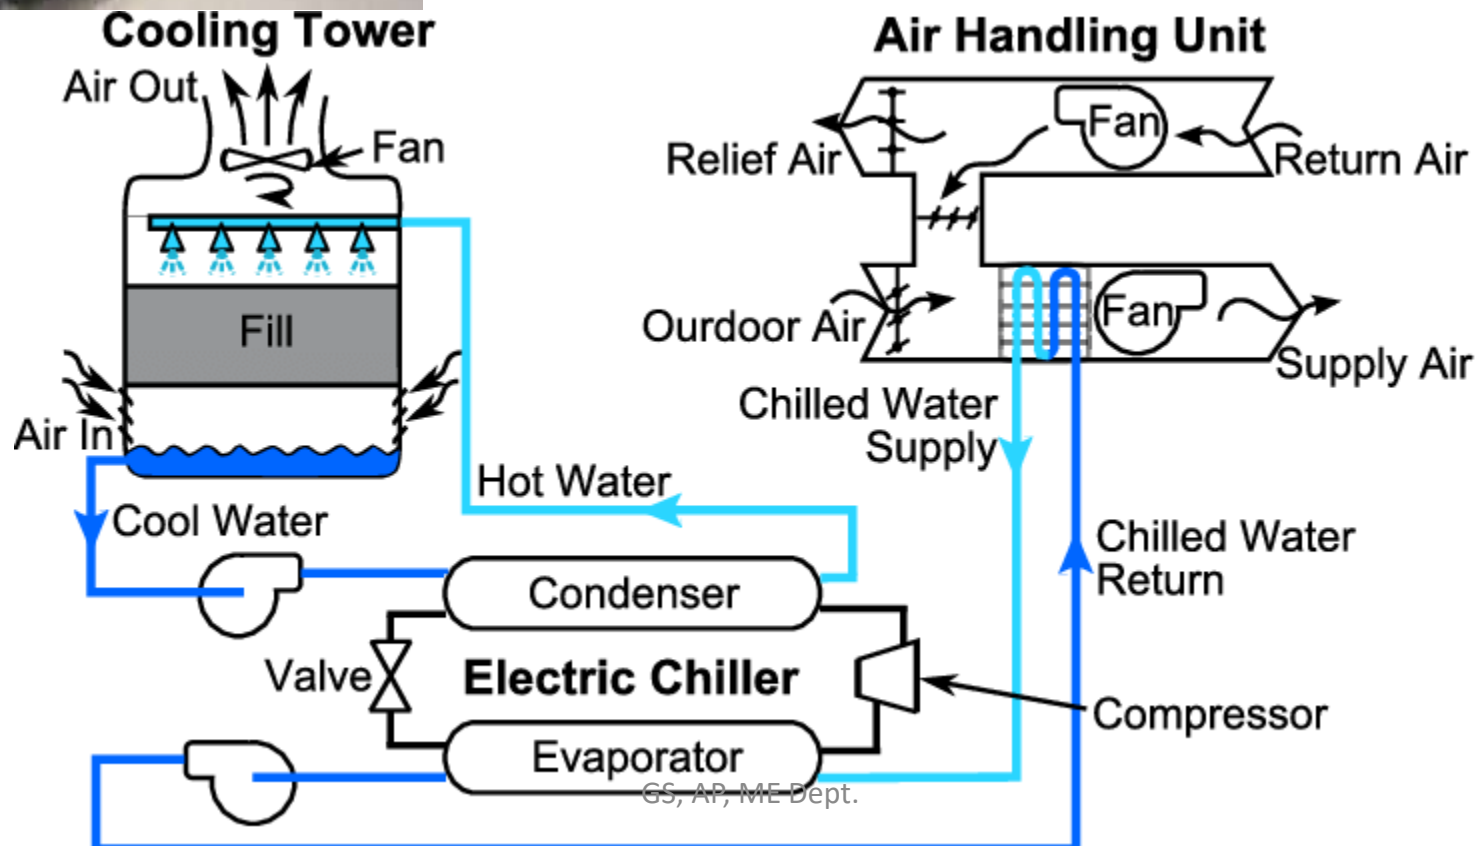 Cooling Tower
Air Handling Unit
Air Out
Fan
Fan
Relief Air
Return Air
Fill
Ourdoor Air
Fan
Supply Air
Air In
Chilled Water
Supply
Hot Water
Cool Water
Chilled Water
Return
Condenser
Valve
Electric Chiller
Compressor
Evaporator
GS, AP, ME Dept.